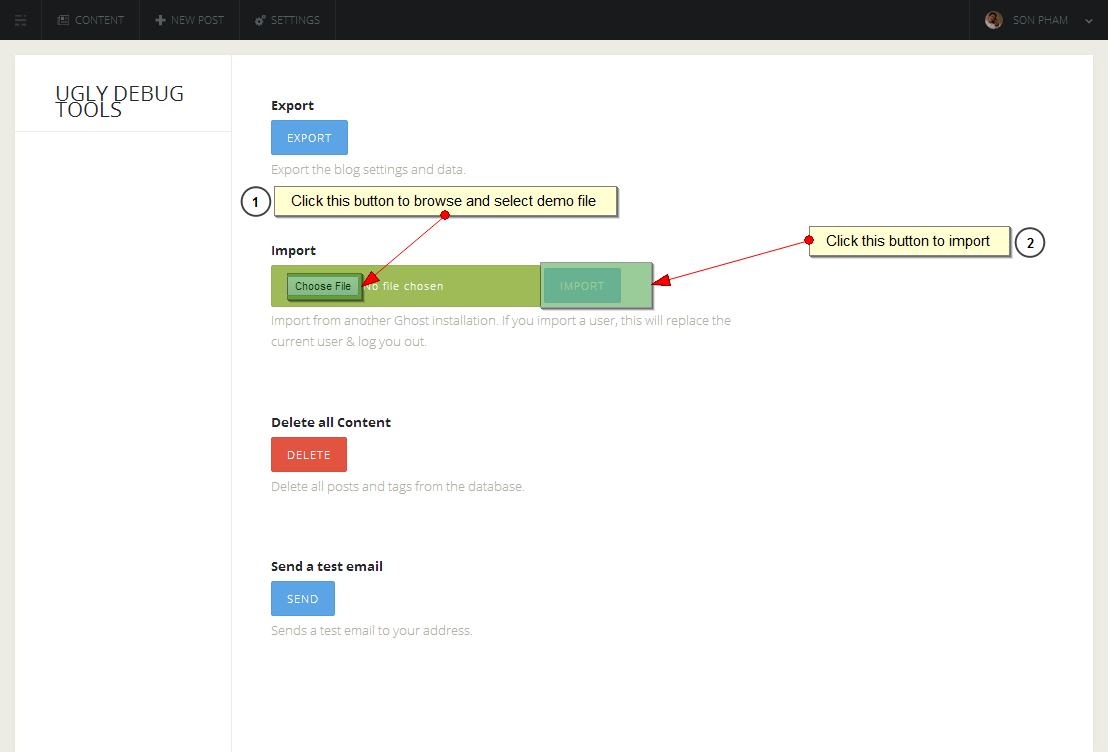 CONTENT
NEW POST
SETTINGS
SON PHAM
UGLY DEBUG
TOOLS
Export
EXPORT
Export the blog settings and data.
1
Click this button to browse and select demo file
Click this button to import
2
Import
Choose File No file chosen
IMPORT
Import from another Ghost installation. If you import a user, this will replace the
current user & log you out.
Delete all Content
DELETE
Delete all posts and tags from the database.
Send a test email
SEND
Sends a test email to your address.